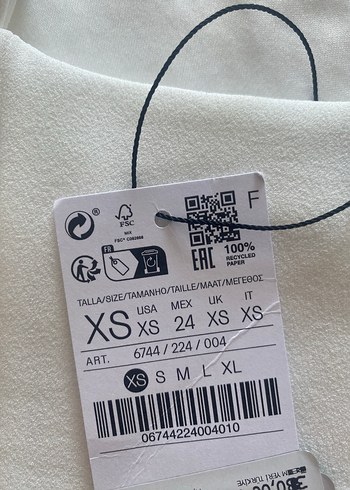 F
FSC
MIX
FR
EAC
100%
RECYCLED
PAPER
TALLA/SIZE/TAMANHO/TAILLE/MAAT/ΜΕΓΕΘΟΣ
XS
USA MEX UK IT
XS 24 XS XS
ART. 6744 / 224 / 004
XS S M L XL
06744224004010